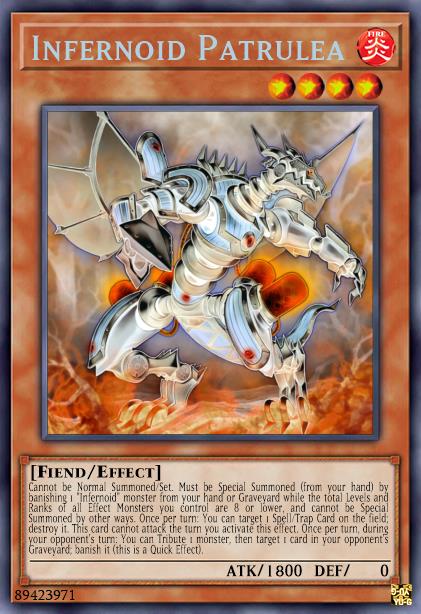 Infernoid Patrulea
FIRE
炎
[Fiend/Effect]
Cannot be Normal Summoned/Set. Must be Special Summoned (from your hand) by
banishing 1 "Infernoid" monster from your hand or Graveyard while the total Levels and
Ranks of all Effect Monsters you control are 8 or lower, and cannot be Special
Summoned by other ways. Once per turn: You can target 1 Spell/Trap Card on the field;
destroy it. This card cannot attack the turn you activate this effect. Once per turn, during
your opponent's turn: You can Tribute 1 monster, then target 1 card in your opponent's
Graveyard; banish it (this is a Quick Effect).
ATK/1800 DEF/ 0
89423971